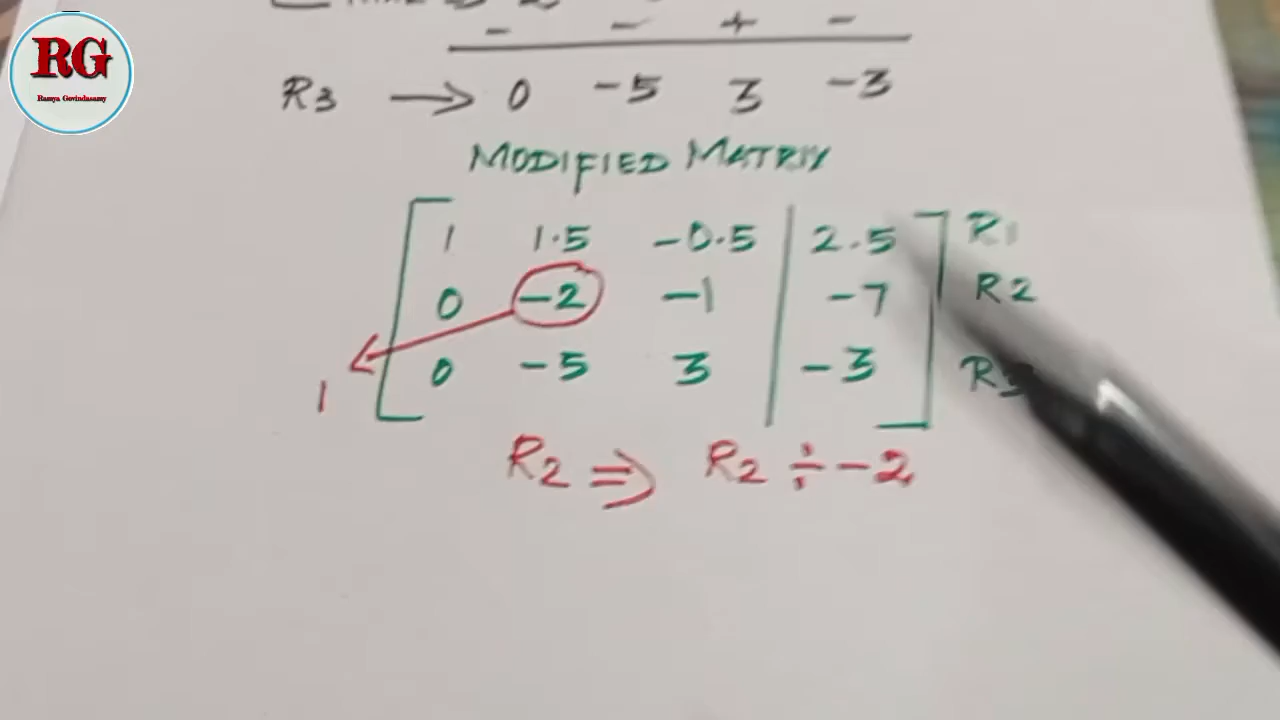 RG
Ramya Govindasamy
- - + -
R3 → 0 -5 3 -3
MODIFIED MATRIX
1 1.5 -0.5 2.5 R1
0 -2 -1 -7 R2
0 -5 3 -3 R3
1
R2 ⇒ R2 ÷ -2